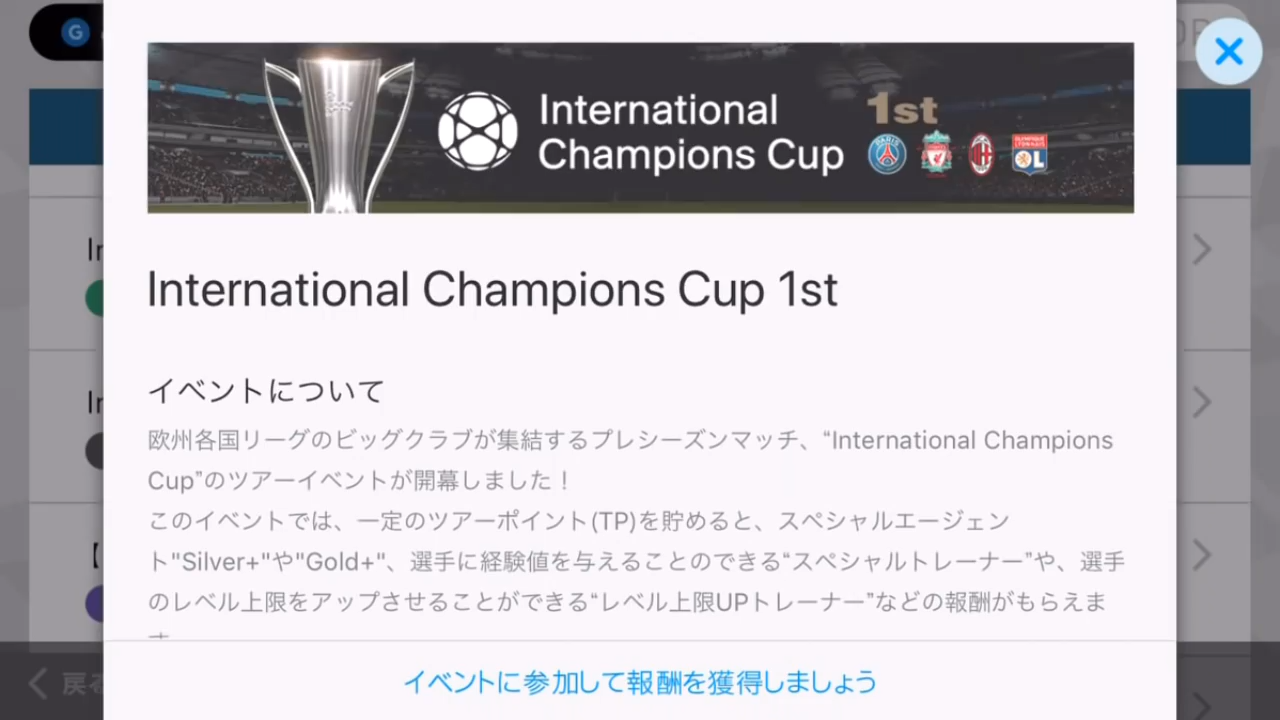 International
Champions Cup
1st
PARIS
OLYMPIQUE LYONNAIS
OL
International Champions Cup 1st
イベントについて
欧州各国リーグのビッグクラブが集結するプレシーズンマッチ、“International Champions
Cup”のツアーイベントが開幕しました！
このイベントでは、一定のツアーポイント(TP)を貯めると、スペシャルエージェン
ト"Silver+"や"Gold+"、選手に経験値を与えることのできる“スペシャルトレーナー”や、選手
のレベル上限をアップさせることができる“レベル上限UPトレーナー”などの報酬がもらえま
す
戻る
イベントに参加して報酬を獲得しましょう